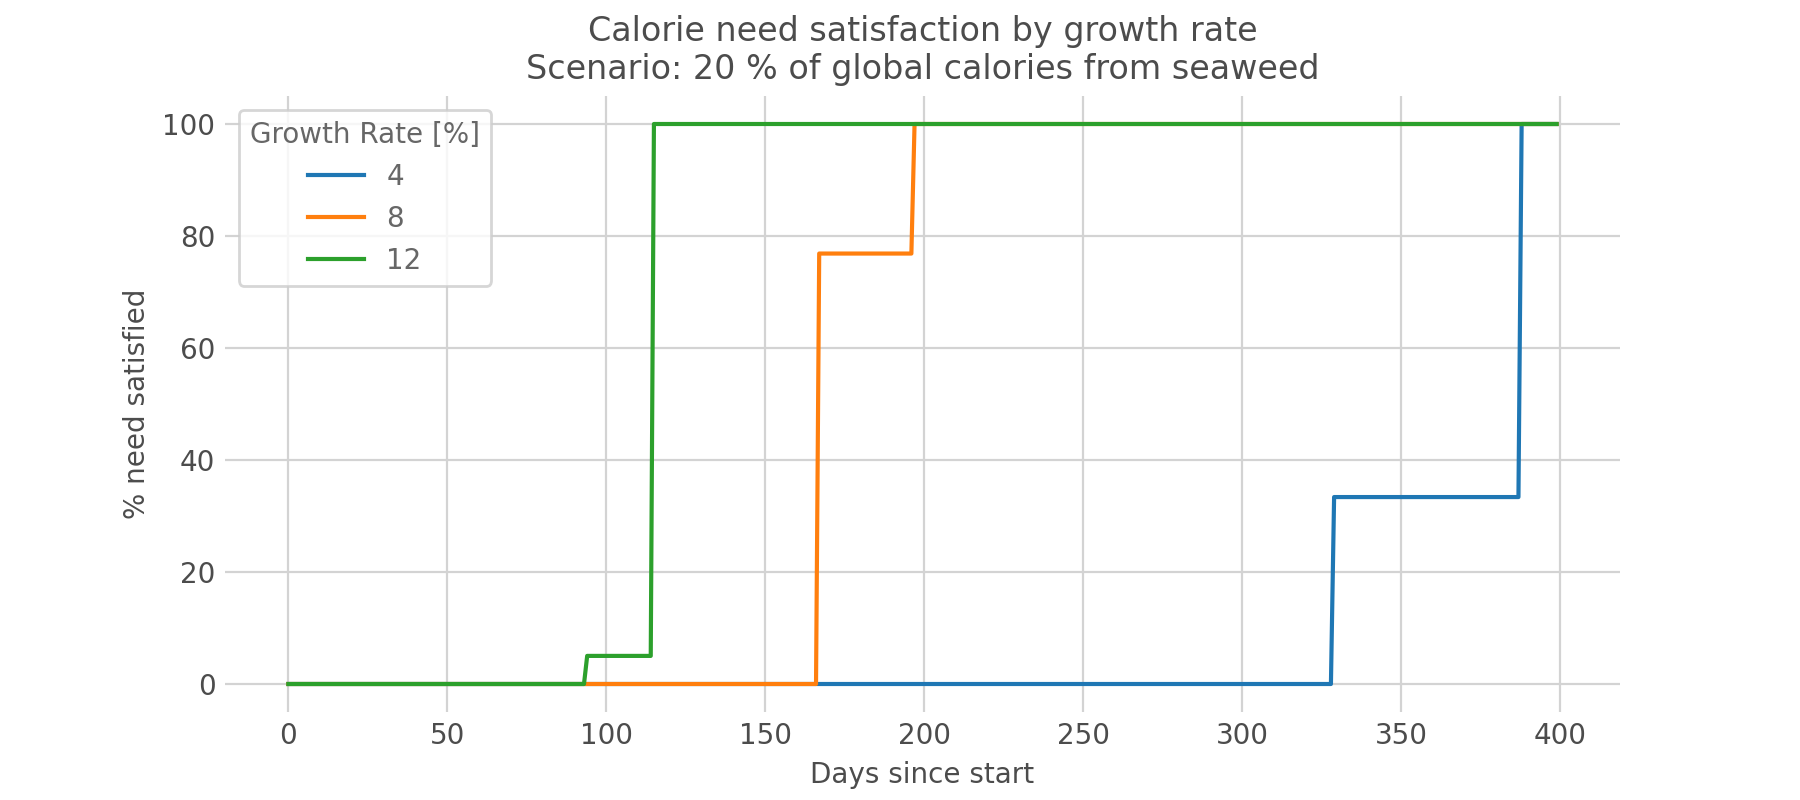 Calorie need satisfaction by growth rate
Scenario: 20 % of global calories from seaweed
Growth Rate [%]
4
8
12
% need satisfied
100
80
60
40
20
0
0 50 100 150 200 250 300 350 400
Days since start